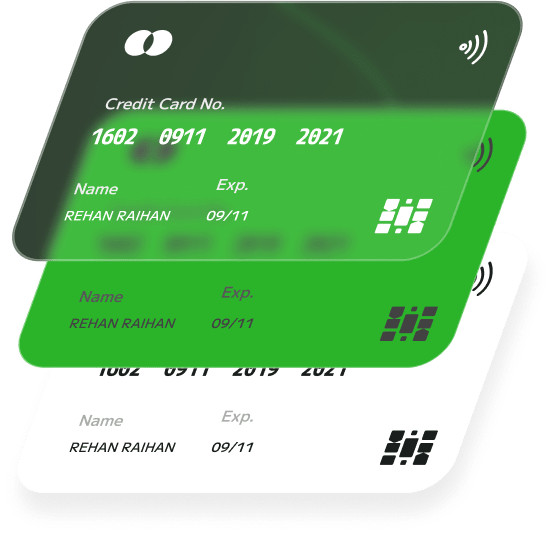 Credit Card No.
1602 0911 2019 2021
Name Exp.
REHAN RAIHAN 09/11
Name Exp.
REHAN RAIHAN 09/11
1602 0911 2019 2021
Name Exp.
REHAN RAIHAN 09/11